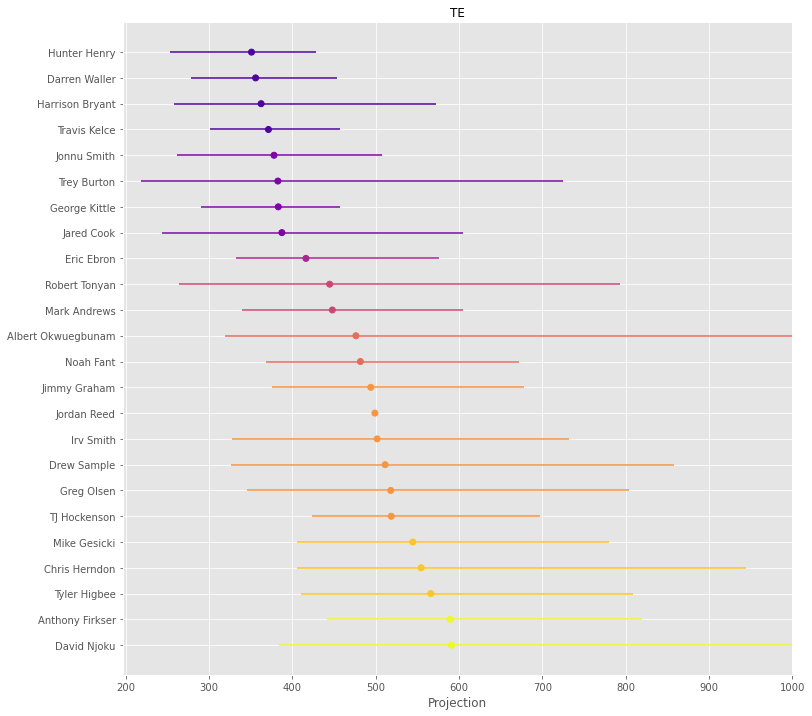 TE
Hunter Henry
Darren Waller
Harrison Bryant
Travis Kelce
Jonnu Smith
Trey Burton
George Kittle
Jared Cook
Eric Ebron
Robert Tonyan
Mark Andrews
Albert Okwuegbunam
Noah Fant
Jimmy Graham
Jordan Reed
Irv Smith
Drew Sample
Greg Olsen
TJ Hockenson
Mike Gesicki
Chris Herndon
Tyler Higbee
Anthony Firkser
David Njoku
200 300 400 500 600 700 800 900 1000
Projection